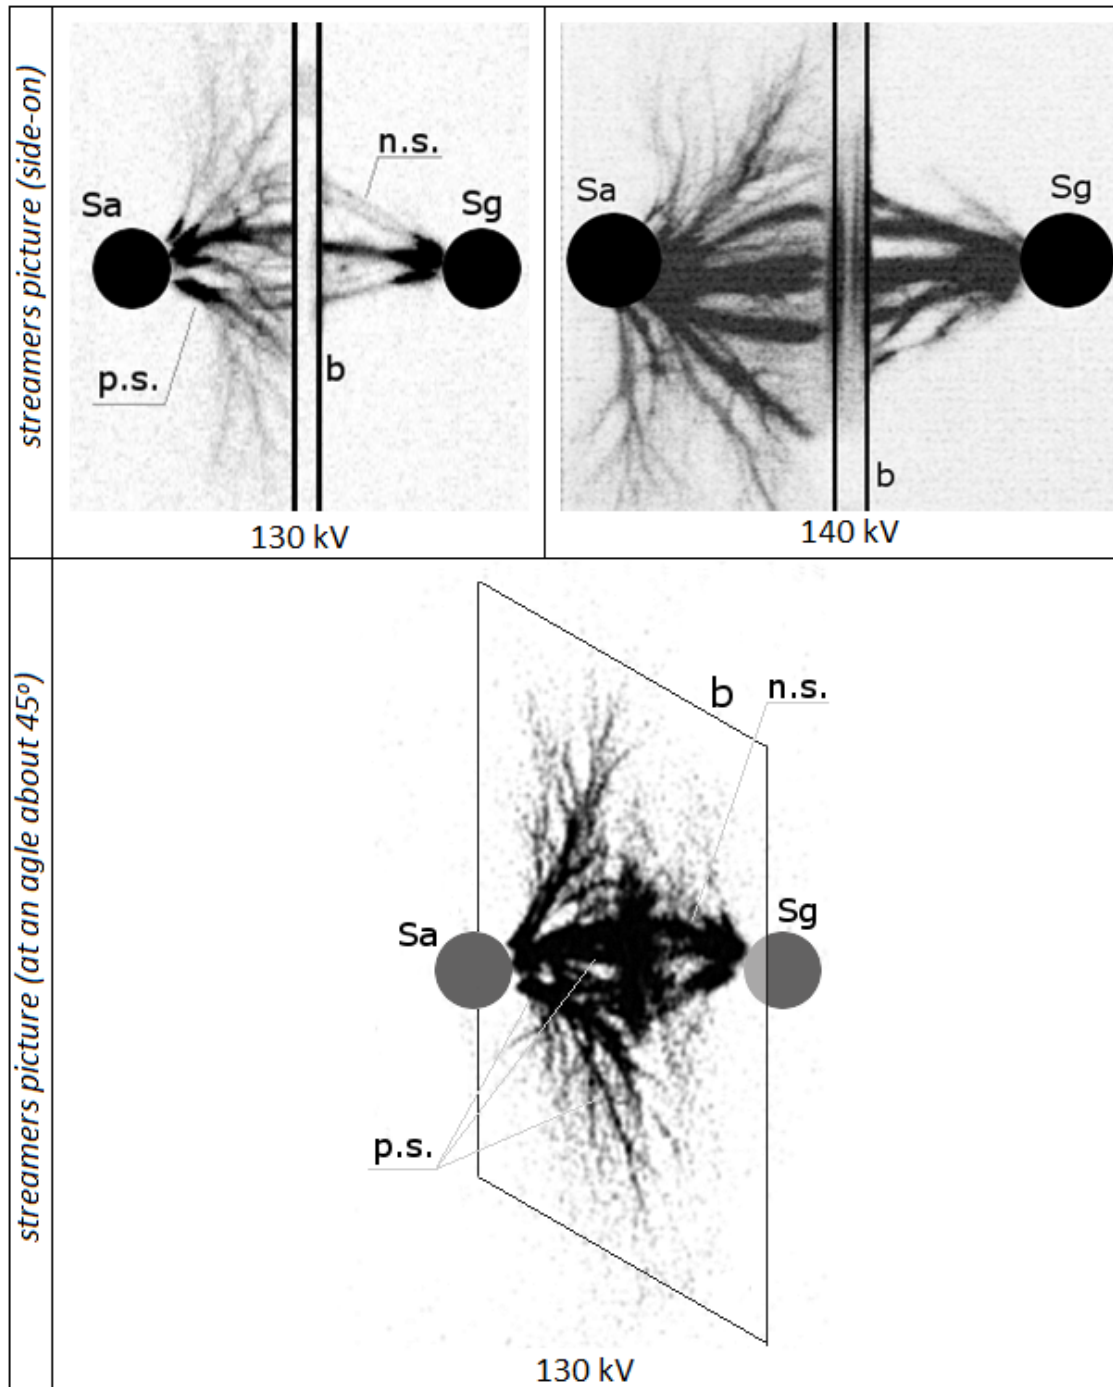 streamers picture (side-on)
Sa
n.s.
Sg
p.s.
b
130 kV
Sa
Sg
b
140 kV
streamers picture (at an agle about 45º)
b
n.s.
Sa
Sg
p.s.
130 kV